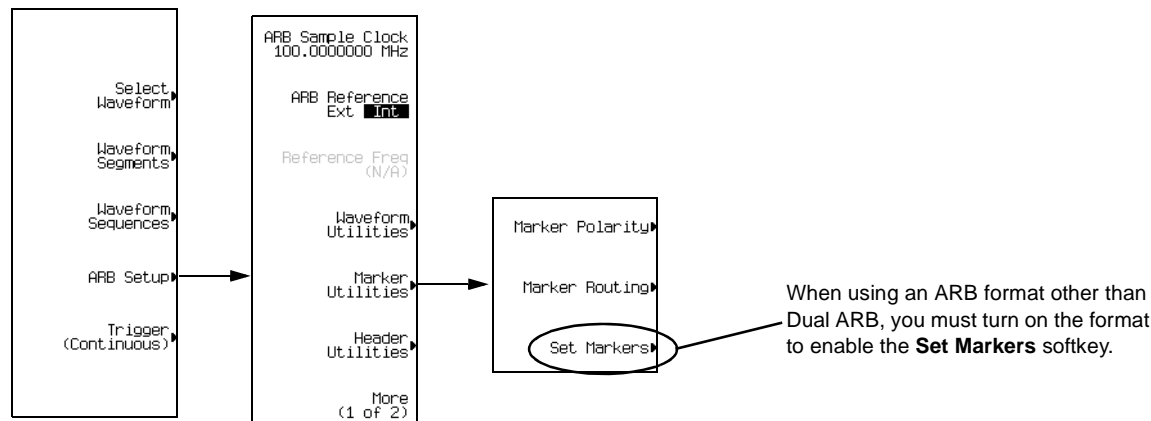 Select
Waveform
Waveform
Segments
Waveform
Sequences
ARB Setup
Trigger
(Continuous)
ARB Sample Clock
100.0000000 MHz
ARB Reference
Ext Int
Reference Freq
(N/A)
Waveform
Utilities
Marker
Utilities
Header
Utilities
More
(1 of 2)
Marker Polarity
Marker Routing
Set Markers
When using an ARB format other than
Dual ARB, you must turn on the format
to enable the Set Markers softkey.